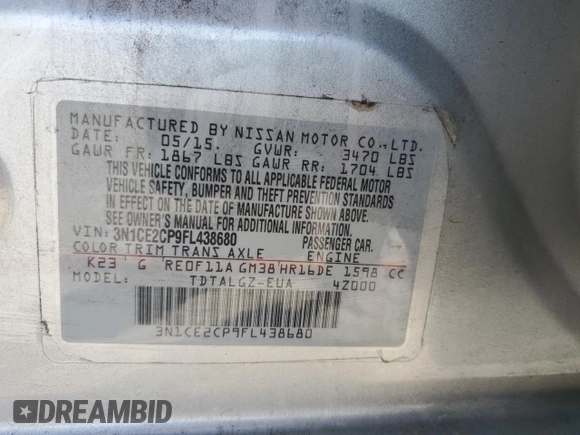 MANUFACTURED BY NISSAN MOTOR CO.,LTD.
DATE: 05/15. GVWR: 3470 LBS
GAWR FR: 1867 LBS GAWR RR: 1704 LBS
THIS VEHICLE CONFORMS TO ALL APPLICABLE FEDERAL MOTOR
VEHICLE SAFETY, BUMPER AND THEFT PREVENTION STANDARDS
IN EFFECT ON THE DATE OF MANUFACTURE SHOWN ABOVE.
SEE OWNER'S MANUAL FOR ADDITIONAL INFORMATION.
VIN: 3N1CE2CP9FL438680 PASSENGER CAR.
COLOR TRIM TRANS AXLE ENGINE
K23 G RE0F11A GM38 HR16DE 1598 CC
MODEL: TDTALGZ-EUA 4Z000
3N1CE2CP9FL438680
DREAMBID